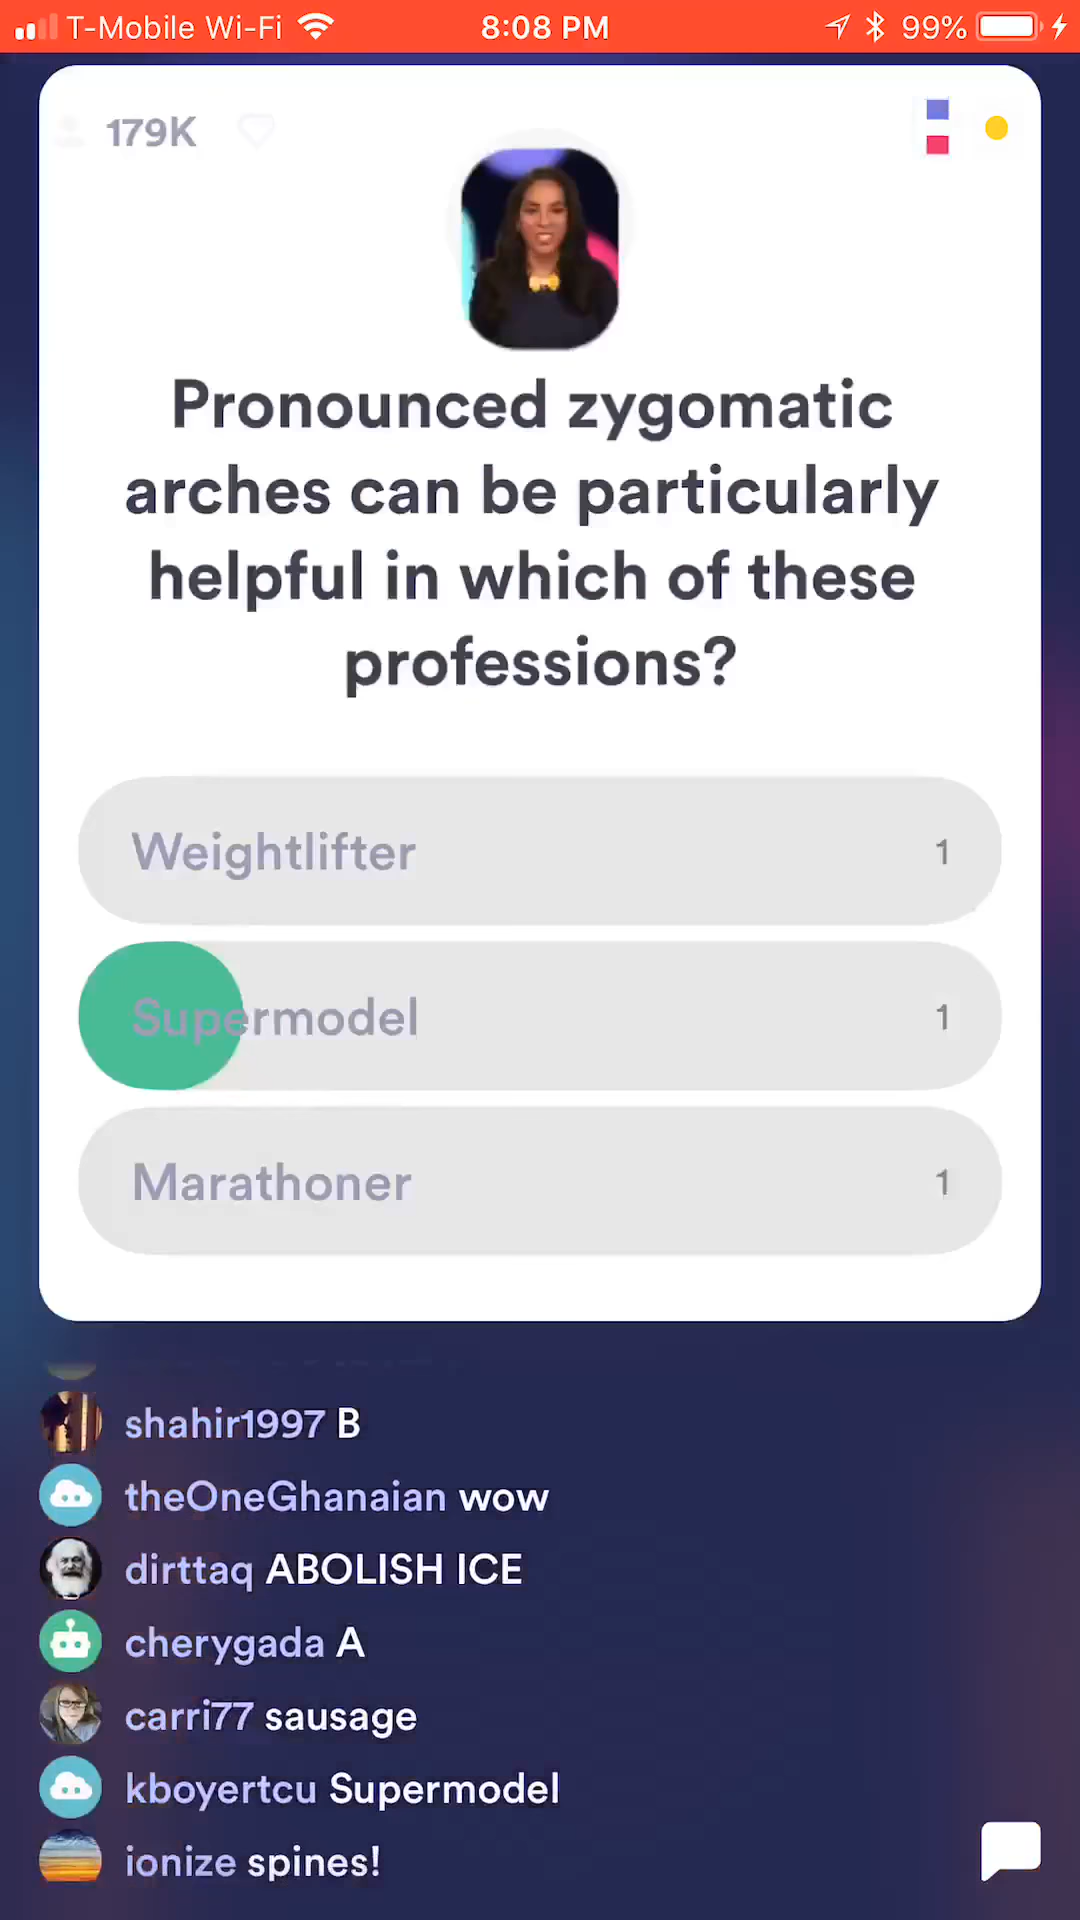 T-Mobile Wi-Fi 8:08 PM 99%
179K
Pronounced zygomatic
arches can be particularly
helpful in which of these
professions?
Weightlifter 1
Supermodel 1
Marathoner 1
shahir1997 B
theOneGhanaian wow
dirttaq ABOLISH ICE
cherygada A
carri77 sausage
kboyertcu Supermodel
ionize spines!